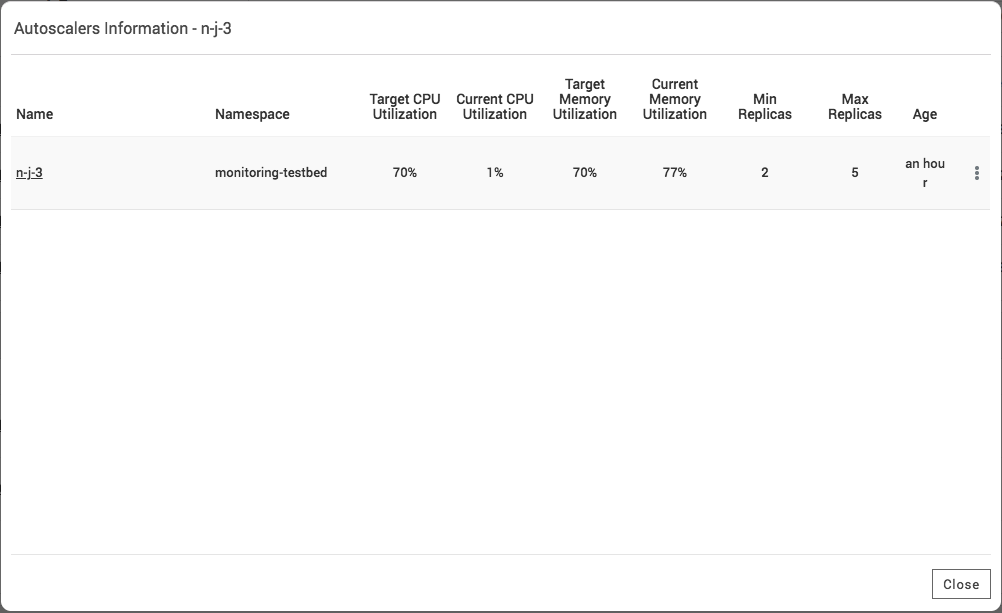 Autoscalers Information - n-j-3
Name
Namespace
Target CPU
Utilization
Current CPU
Utilization
Target
Memory
Utilization
Current
Memory
Utilization
Min
Replicas
Max
Replicas
Age
n-j-3
monitoring-testbed
70%
1%
70%
77%
2
5
an hou
r
Close